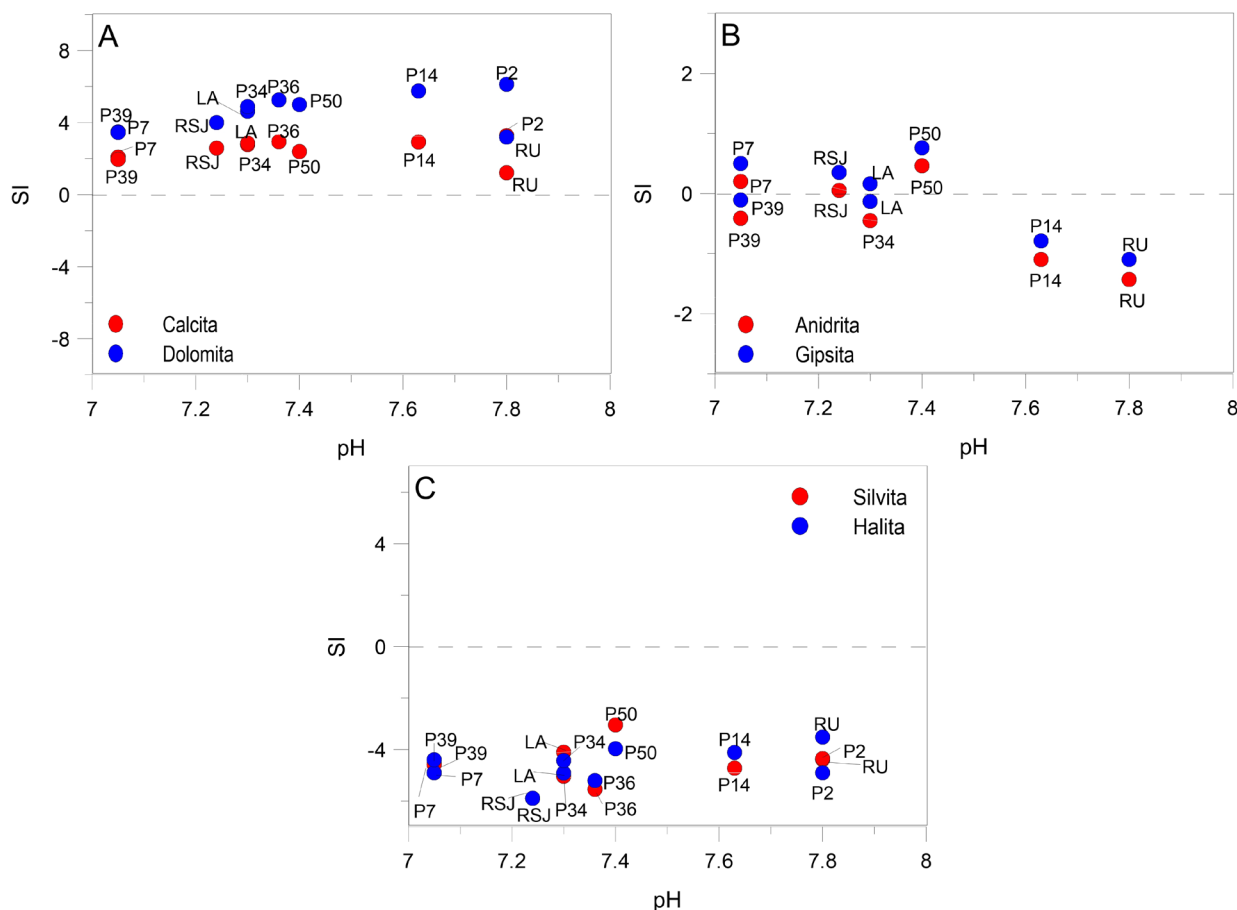 A
8
4
0
-4
-8
SI
P39
P7
P7
P39
RSJ
RSJ
LA
P34
LA
P34
P36
P36
P50
P50
P14
P14
P2
P2
RU
RU
Calcita
Dolomita
7
7.2
7.4
7.6
7.8
8
pH
B
2
0
-2
SI
P7
P7
P39
P39
RSJ
RSJ
LA
LA
P34
P50
P50
P14
P14
RU
RU
Anidrita
Gipsita
7
7.2
7.4
7.6
7.8
8
pH
C
Silvita
Halita
4
0
-4
SI
P39
P39
P7
P7
RSJ
RSJ
LA
P34
LA
P34
P50
P50
P36
P36
P14
P14
RU
P2
RU
P2
7
7.2
7.4
7.6
7.8
8
pH